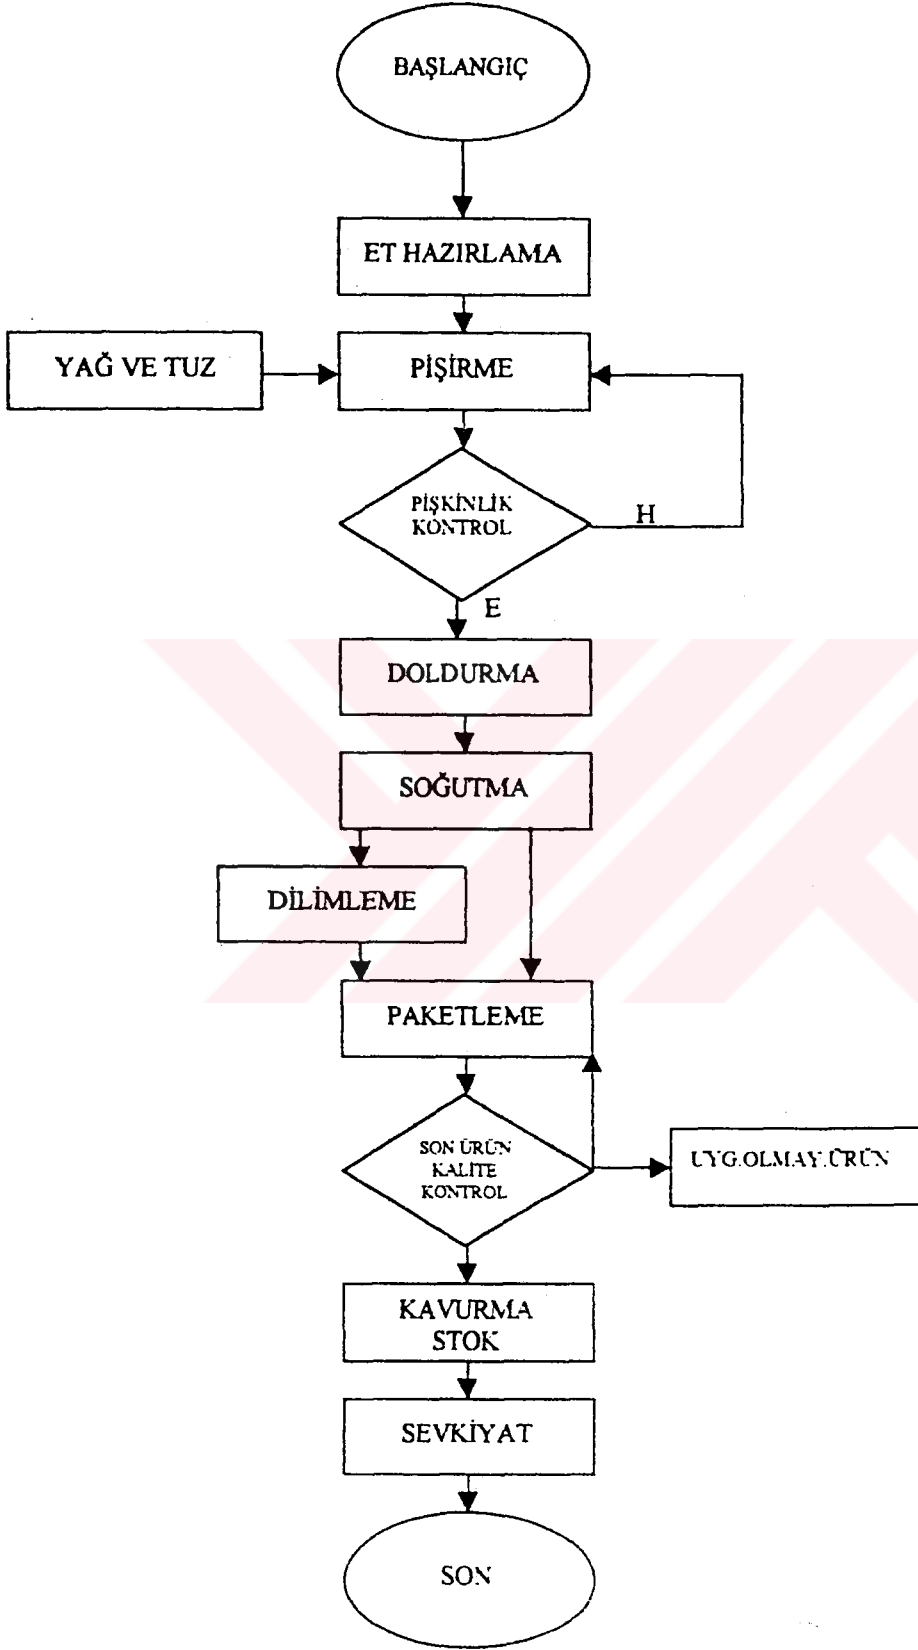 BAŞLANGIÇ
ET HAZIRLAMA
YAĞ VE TUZ
PİŞİRME
PİŞKİNLİK
KONTROL
H
E
DOLDURMA
SOĞUTMA
DİLİMLEME
PAKETLEME
SON ÜRÜN
KALİTE
KONTROL
UYG.OLMAY.ÜRÜN
KAVURMA
STOK
SEVKİYAT
SON